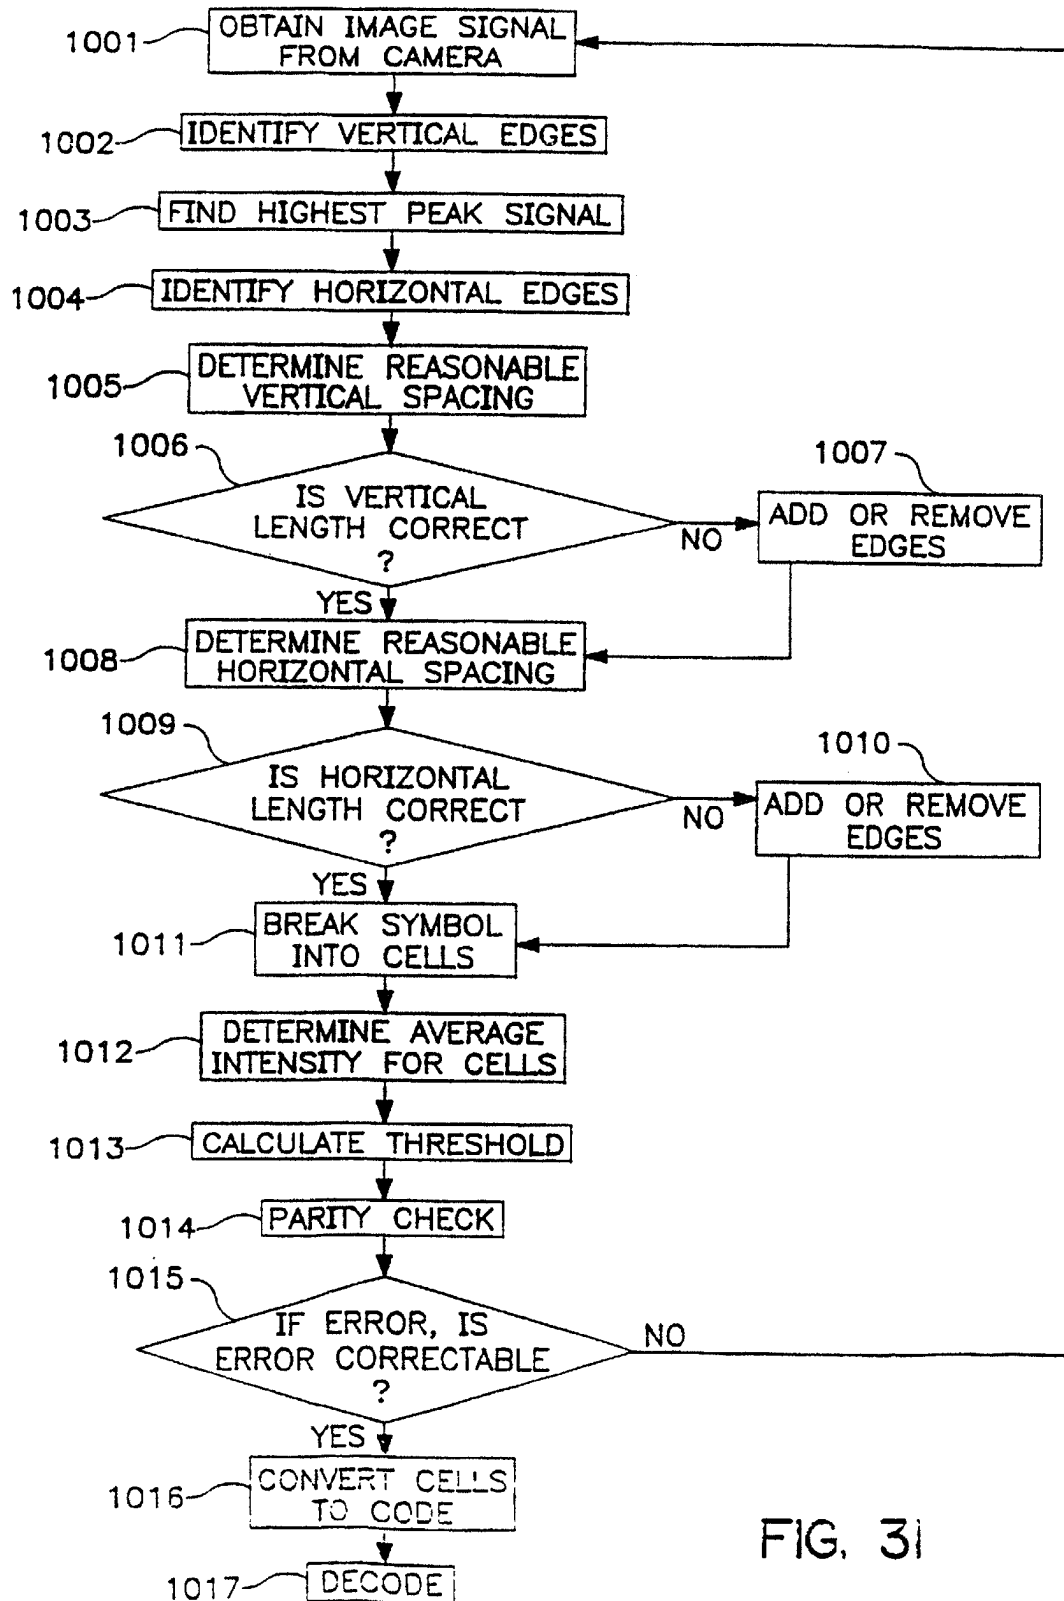 1001
OBTAIN IMAGE SIGNAL
FROM CAMERA
1002
IDENTIFY VERTICAL EDGES
1003
FIND HIGHEST PEAK SIGNAL
1004
IDENTIFY HORIZONTAL EDGES
1005
DETERMINE REASONABLE
VERTICAL SPACING
1006
IS VERTICAL
LENGTH CORRECT
?
NO
1007
ADD OR REMOVE
EDGES
YES
1008
DETERMINE REASONABLE
HORIZONTAL SPACING
1009
IS HORIZONTAL
LENGTH CORRECT
?
NO
1010
ADD OR REMOVE
EDGES
YES
1011
BREAK SYMBOL
INTO CELLS
1012
DETERMINE AVERAGE
INTENSITY FOR CELLS
1013
CALCULATE THRESHOLD
1014
PARITY CHECK
1015
IF ERROR, IS
ERROR CORRECTABLE
?
NO
YES
1016
CONVERT CELLS
TO CODE
1017
DECODE
FIG. 3i